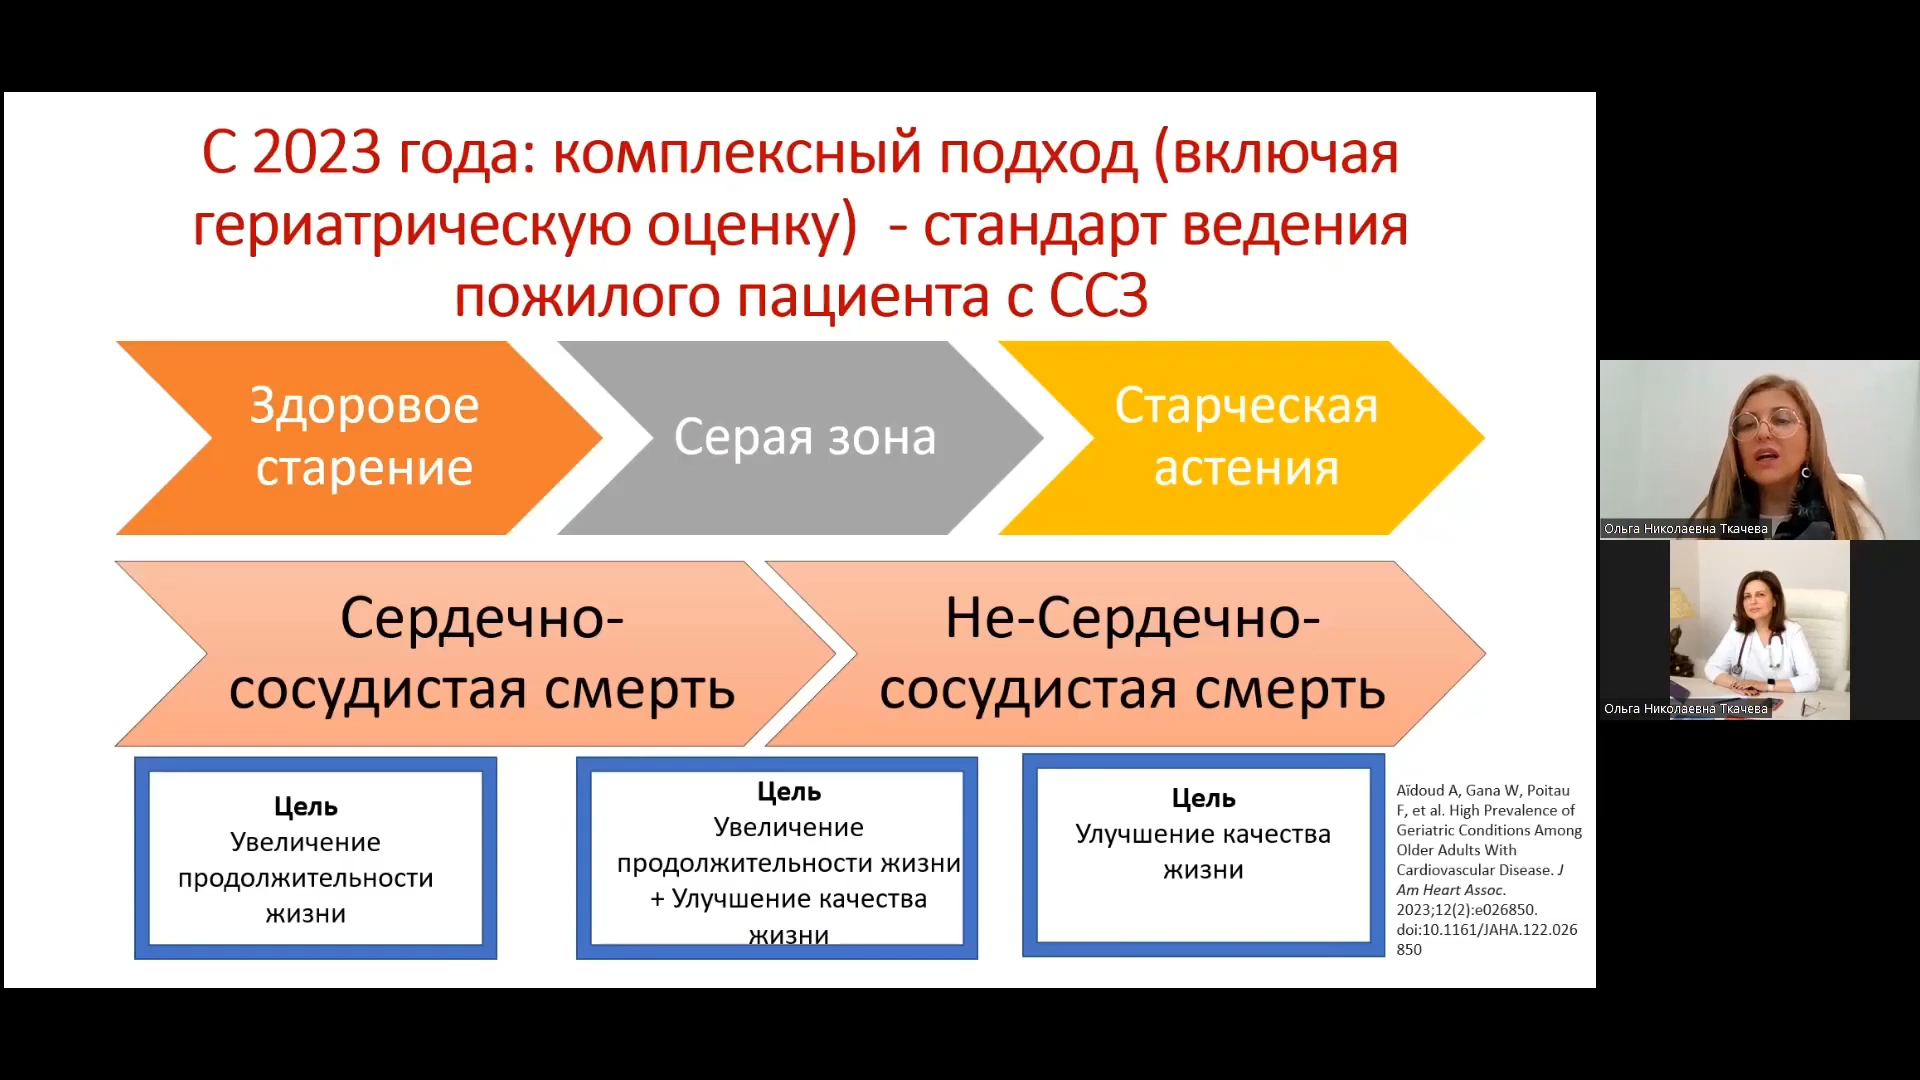 С 2023 года: комплексный подход (включая
гериатрическую оценку)  - стандарт ведения
пожилого пациента с ССЗ
Здоровое
старение
Серая зона
Старческая
астения
Сердечно-
сосудистая смерть
Не-Сердечно-
сосудистая смерть
Цель
Увеличение
продолжительности
жизни
Цель
Увеличение
продолжительности жизни
+ Улучшение качества
жизни
Цель
Улучшение качества
жизни
Aïdoud A, Gana W, Poitau
F, et al. High Prevalence of
Geriatric Conditions Among
Older Adults With
Cardiovascular Disease. J
Am Heart Assoc.
2023;12(2):e026850.
doi:10.1161/JAHA.122.026
850
Ольга Николаевна Ткачева
Ольга Николаевна Ткачева